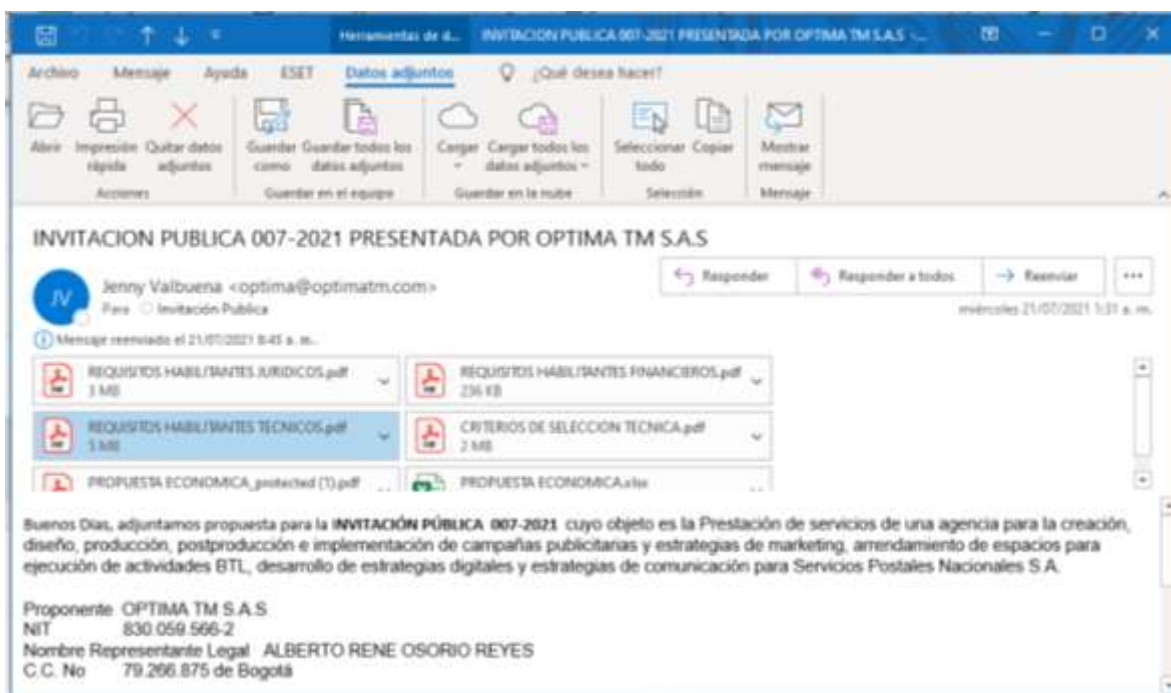 Herramientas de d... INVITACION PUBLICA 007-2021 PRESENTADA POR OPTIMA TM S.A.S -...
Archivo Mensaje Ayuda ESET Datos adjuntos ¿Qué desea hacer?
Abrir Impresión rápida Quitar datos adjuntos Guardar como Guardar todos los datos adjuntos Cargar Cargar todos los datos adjuntos Seleccionar todo Copiar Mostrar mensaje
Acciones Guardar en el equipo Guardar en la nube Selección Mensaje
INVITACION PUBLICA 007-2021 PRESENTADA POR OPTIMA TM S.A.S
JV
Jenny Valbuena <optima@optimatm.com>
Para Invitación Publica
Responder Responder a todos Reenviar ...
miércoles 21/07/2021 1:31 a. m.
Mensaje reenviado el 21/07/2021 8:45 a. m..
REQUISITOS HABILITANTES JURIDICOS.pdf REQUISITOS HABILITANTES FINANCIEROS.pdf
3 MB 236 KB
REQUISITOS HABILITANTES TECNICOS.pdf CRITERIOS DE SELECCION TECNICA.pdf
5 MB 2 MB
PROPUESTA ECONOMICA_protected (1).pdf PROPUESTA ECONOMICA.xlsx
Buenos Dias, adjuntamos propuesta para la INVITACIÓN PÚBLICA 007-2021 cuyo objeto es la Prestación de servicios de una agencia para la creación,
diseño, producción, postproducción e implementación de campañas publicitarias y estrategias de marketing, arrendamiento de espacios para
ejecución de actividades BTL, desarrollo de estrategias digitales y estrategias de comunicación para Servicios Postales Nacionales S.A.
Proponente OPTIMA TM S.A.S
NIT 830.059.566-2
Nombre Representante Legal ALBERTO RENE OSORIO REYES
C.C. No 79.266.875 de Bogotá